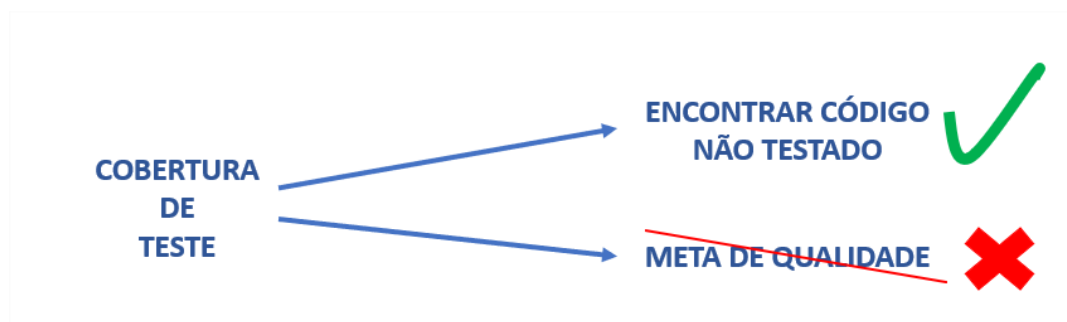 COBERTURA
DE
TESTE
ENCONTRAR CÓDIGO
NÃO TESTADO
META DE QUALIDADE